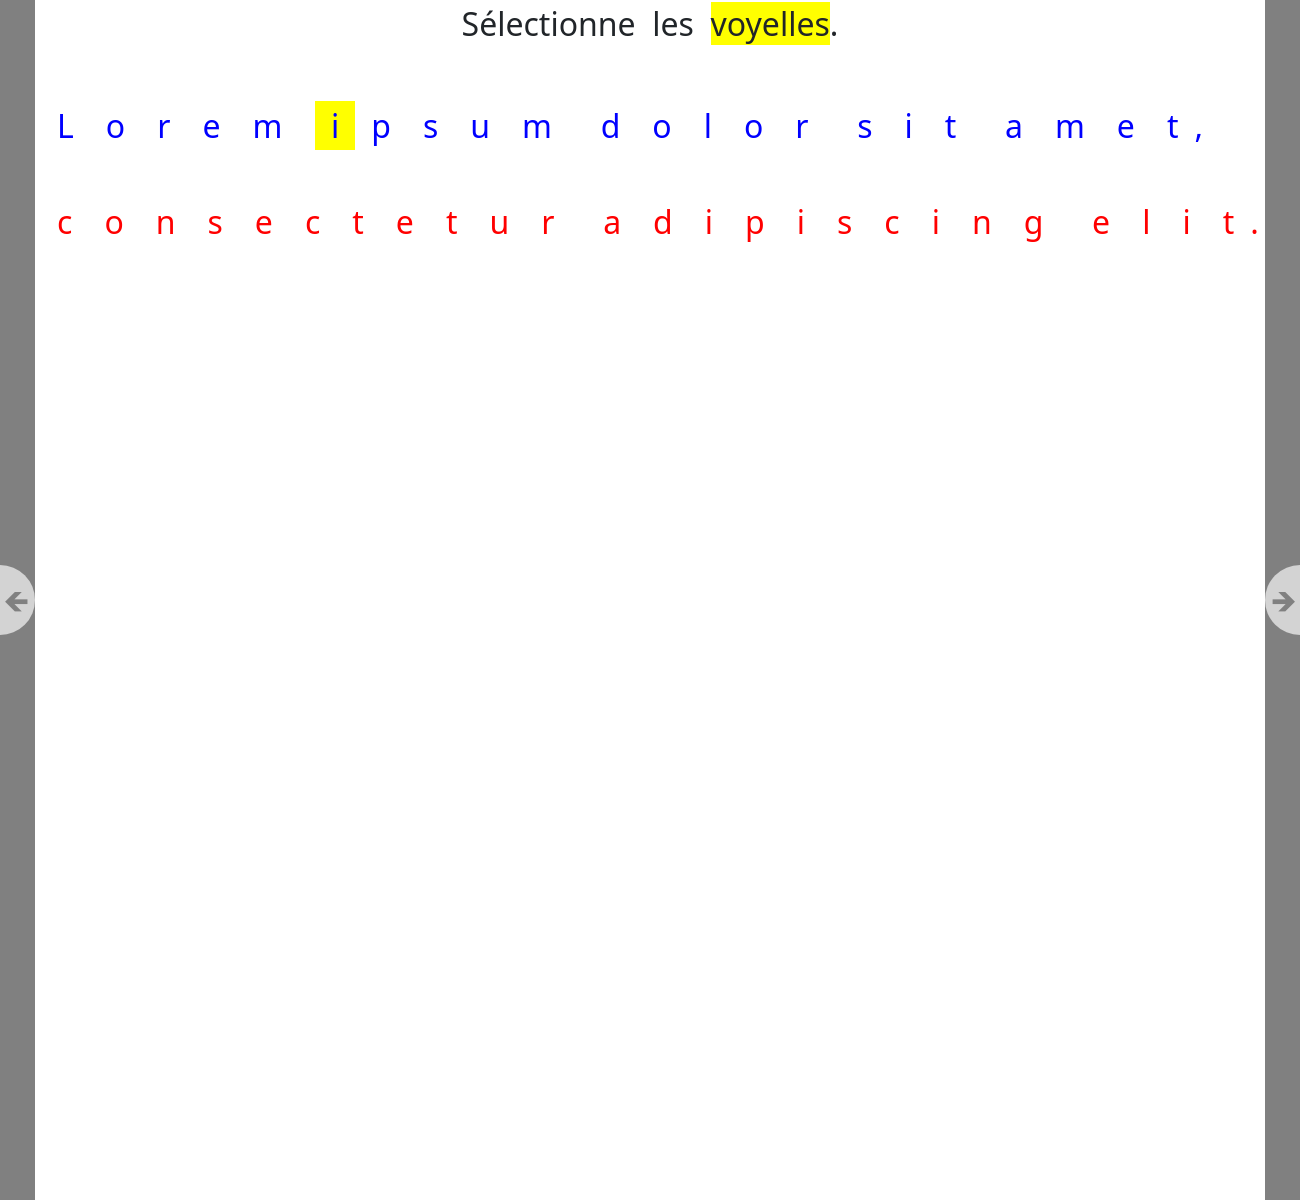 Sélectionne les voyelles.
L o r e m i p s u m d o l o r s i t a m e t ,
c o n s e c t e t u r a d i p i s c i n g e l i t .